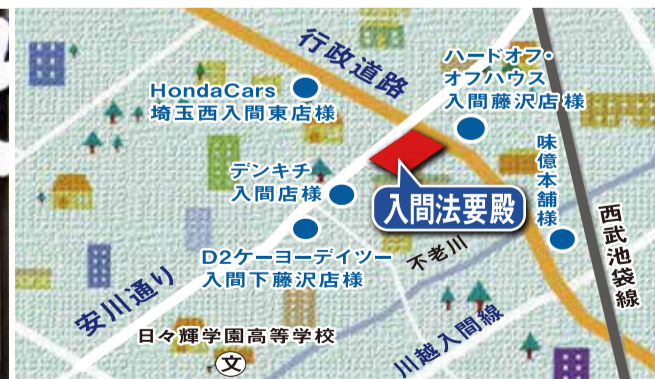 行政道路
ハードオフ・
オフハウス
入間藤沢店様
HondaCars
埼玉西入間東店様
味億本舗様
デンキチ
入間店様
入間法要殿
西武池袋線
D2ケーヨーデイツー
入間下藤沢店様
不老川
安川通り
川越入間線
日々輝学園高等学校
文